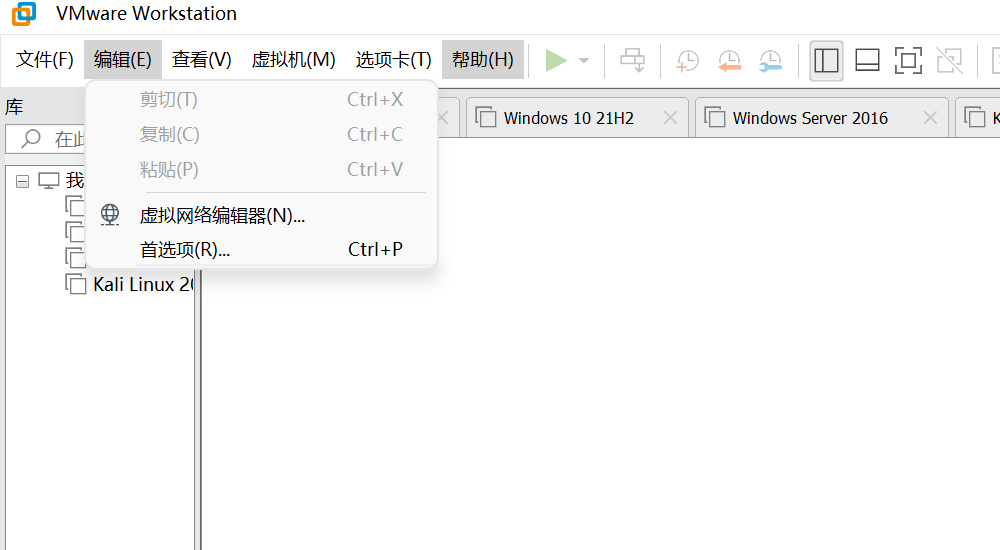 VMware Workstation
文件(F) 编辑(E) 查看(V) 虚拟机(M) 选项卡(T) 帮助(H)
库
在此
剪切(T) Ctrl+X
复制(C) Ctrl+C
粘贴(P) Ctrl+V
虚拟网络编辑器(N)...
首选项(R)... Ctrl+P
Windows 10 21H2
Windows Server 2016
K
我
Kali Linux 20